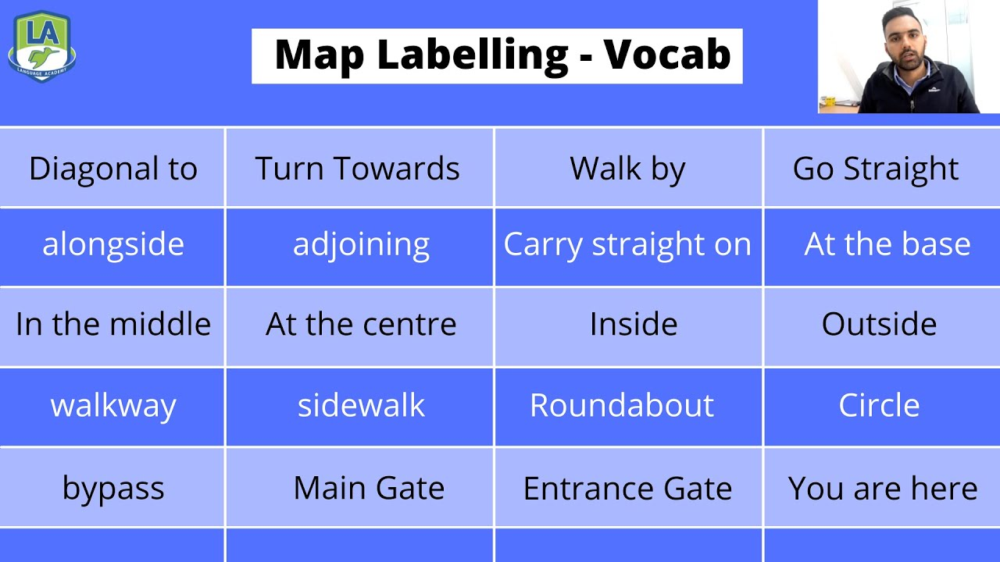 LA
LANGUAGE ACADEMY
Map Labelling - Vocab
Diagonal to Turn Towards Walk by Go Straight
alongside adjoining Carry straight on At the base
In the middle At the centre Inside Outside
walkway sidewalk Roundabout Circle
bypass Main Gate Entrance Gate You are here